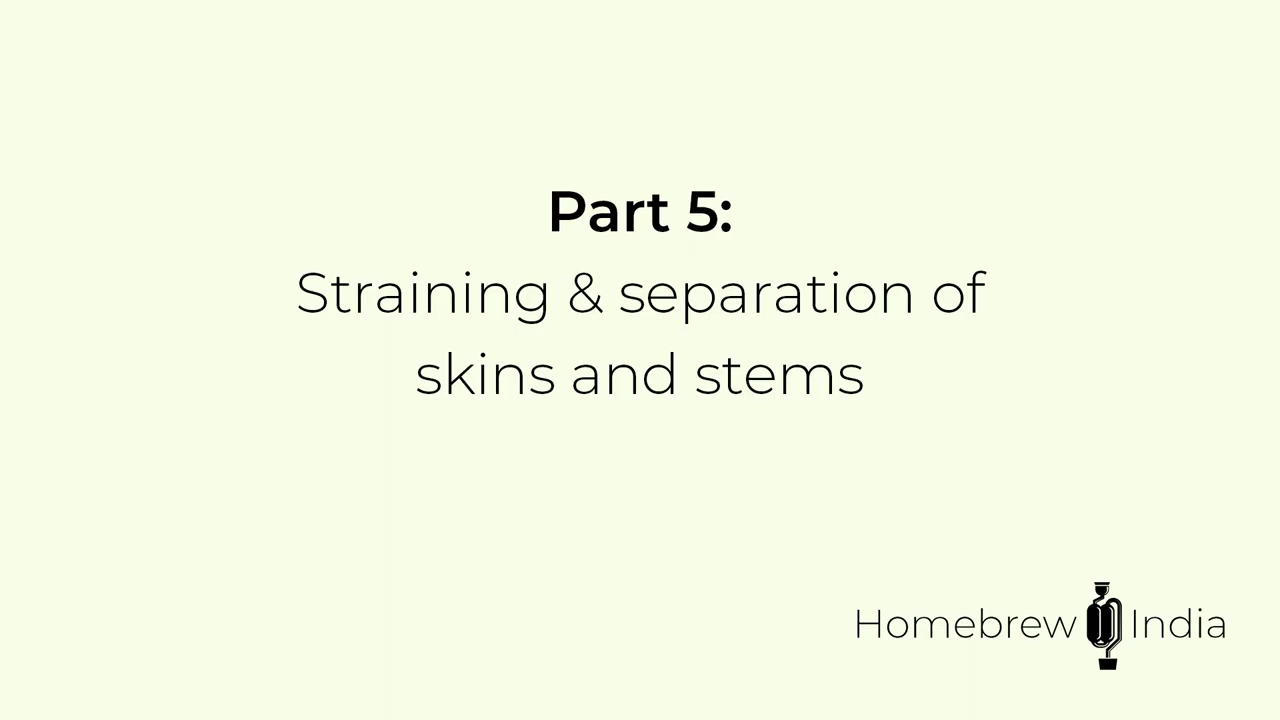 Part 5:
Straining & separation of
skins and stems
Homebrew India